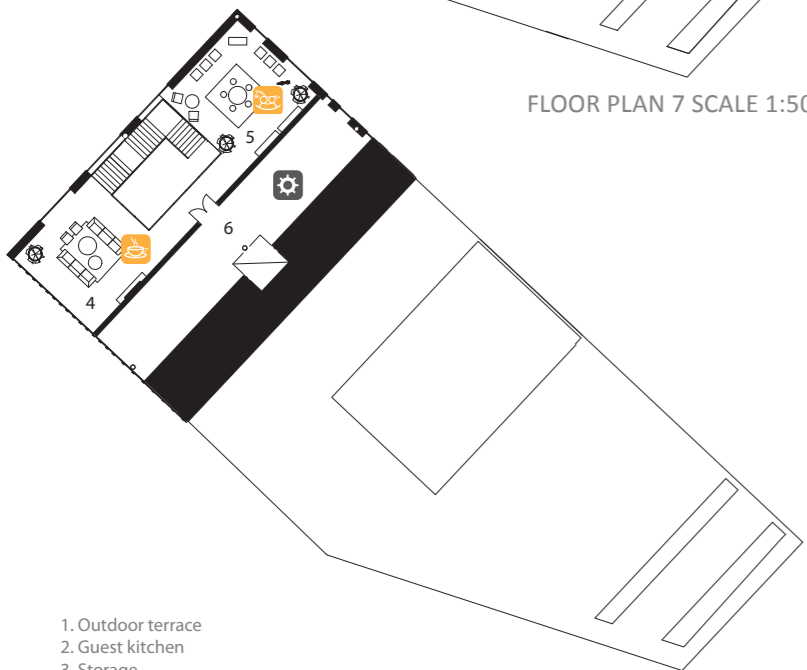 FLOOR PLAN 7 SCALE 1:50
5
6
4
1. Outdoor terrace
2. Guest kitchen
3. Storage